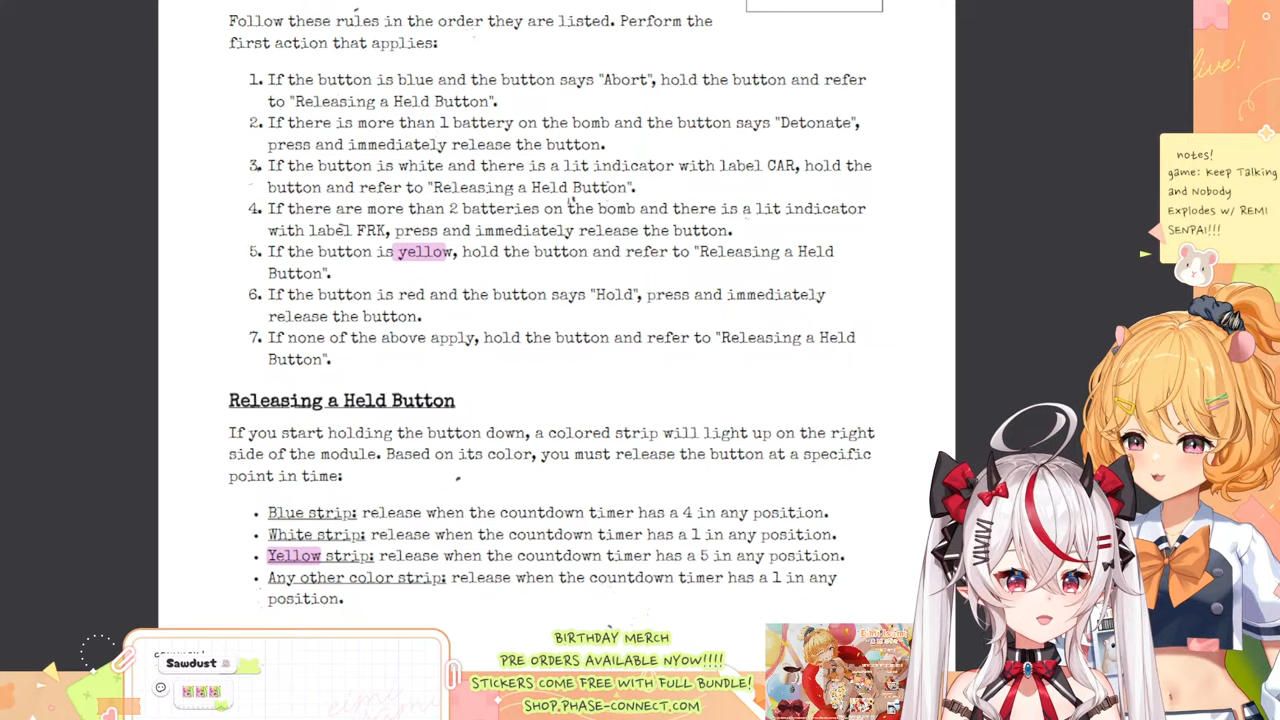 Follow these rules in the order they are listed. Perform the
first action that applies:
1. If the button is blue and the button says "Abort", hold the button and refer
to "Releasing a Held Button".
2. If there is more than 1 battery on the bomb and the button says "Detonate",
press and immediately release the button.
3. If the button is white and there is a lit indicator with label CAR, hold the
button and refer to "Releasing a Held Button".
4. If there are more than 2 batteries on the bomb and there is a lit indicator
with label FRK, press and immediately release the button.
5. If the button is yellow, hold the button and refer to "Releasing a Held
Button".
6. If the button is red and the button says "Hold", press and immediately
release the button.
7. If none of the above apply, hold the button and refer to "Releasing a Held
Button".
Releasing a Held Button
If you start holding the button down, a colored strip will light up on the right
side of the module. Based on its color, you must release the button at a specific
point in time:
• Blue strip: release when the countdown timer has a 4 in any position.
• White strip: release when the countdown timer has a 1 in any position.
• Yellow strip: release when the countdown timer has a 5 in any position.
• Any other color strip: release when the countdown timer has a 1 in any
position.
live!
notes!
game: Keep Talking
and Nobody
Explodes w/ REMI
SENPAI!!!
Sawdust
BIRTHDAY MERCH
PRE ORDERS AVAILABLE NYOW!!!!
STICKERS COME FREE WITH FULL BUNDLE!
SHOP.PHASE-CONNECT.COM